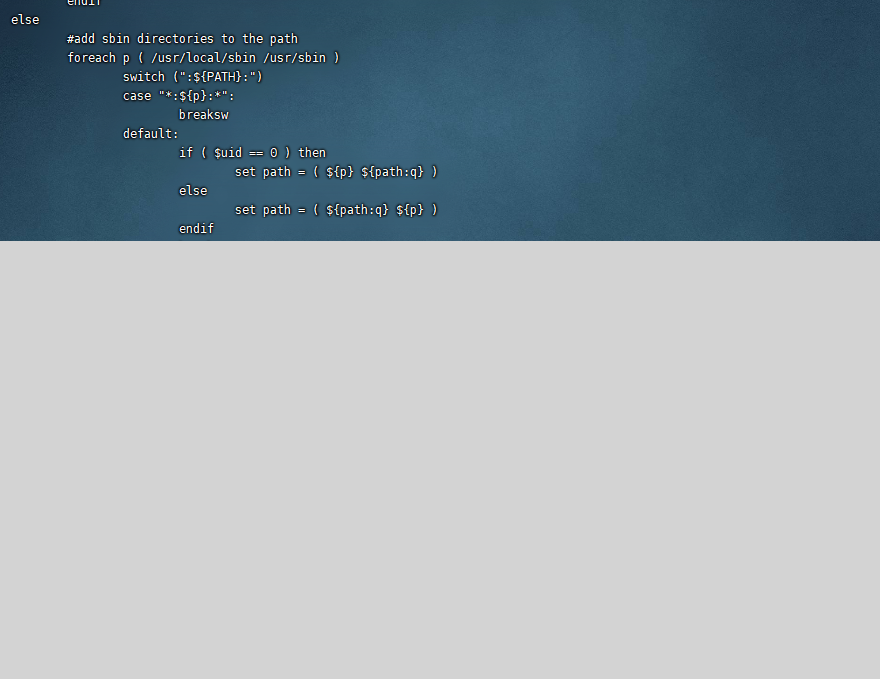 endif
else
#add sbin directories to the path
foreach p ( /usr/local/sbin /usr/sbin )
switch (":${PATH}:")
case "*:${p}:*":
breaksw
default:
if ( $uid == 0 ) then
set path = ( ${p} ${path:q} )
else
set path = ( ${path:q} ${p} )
endif